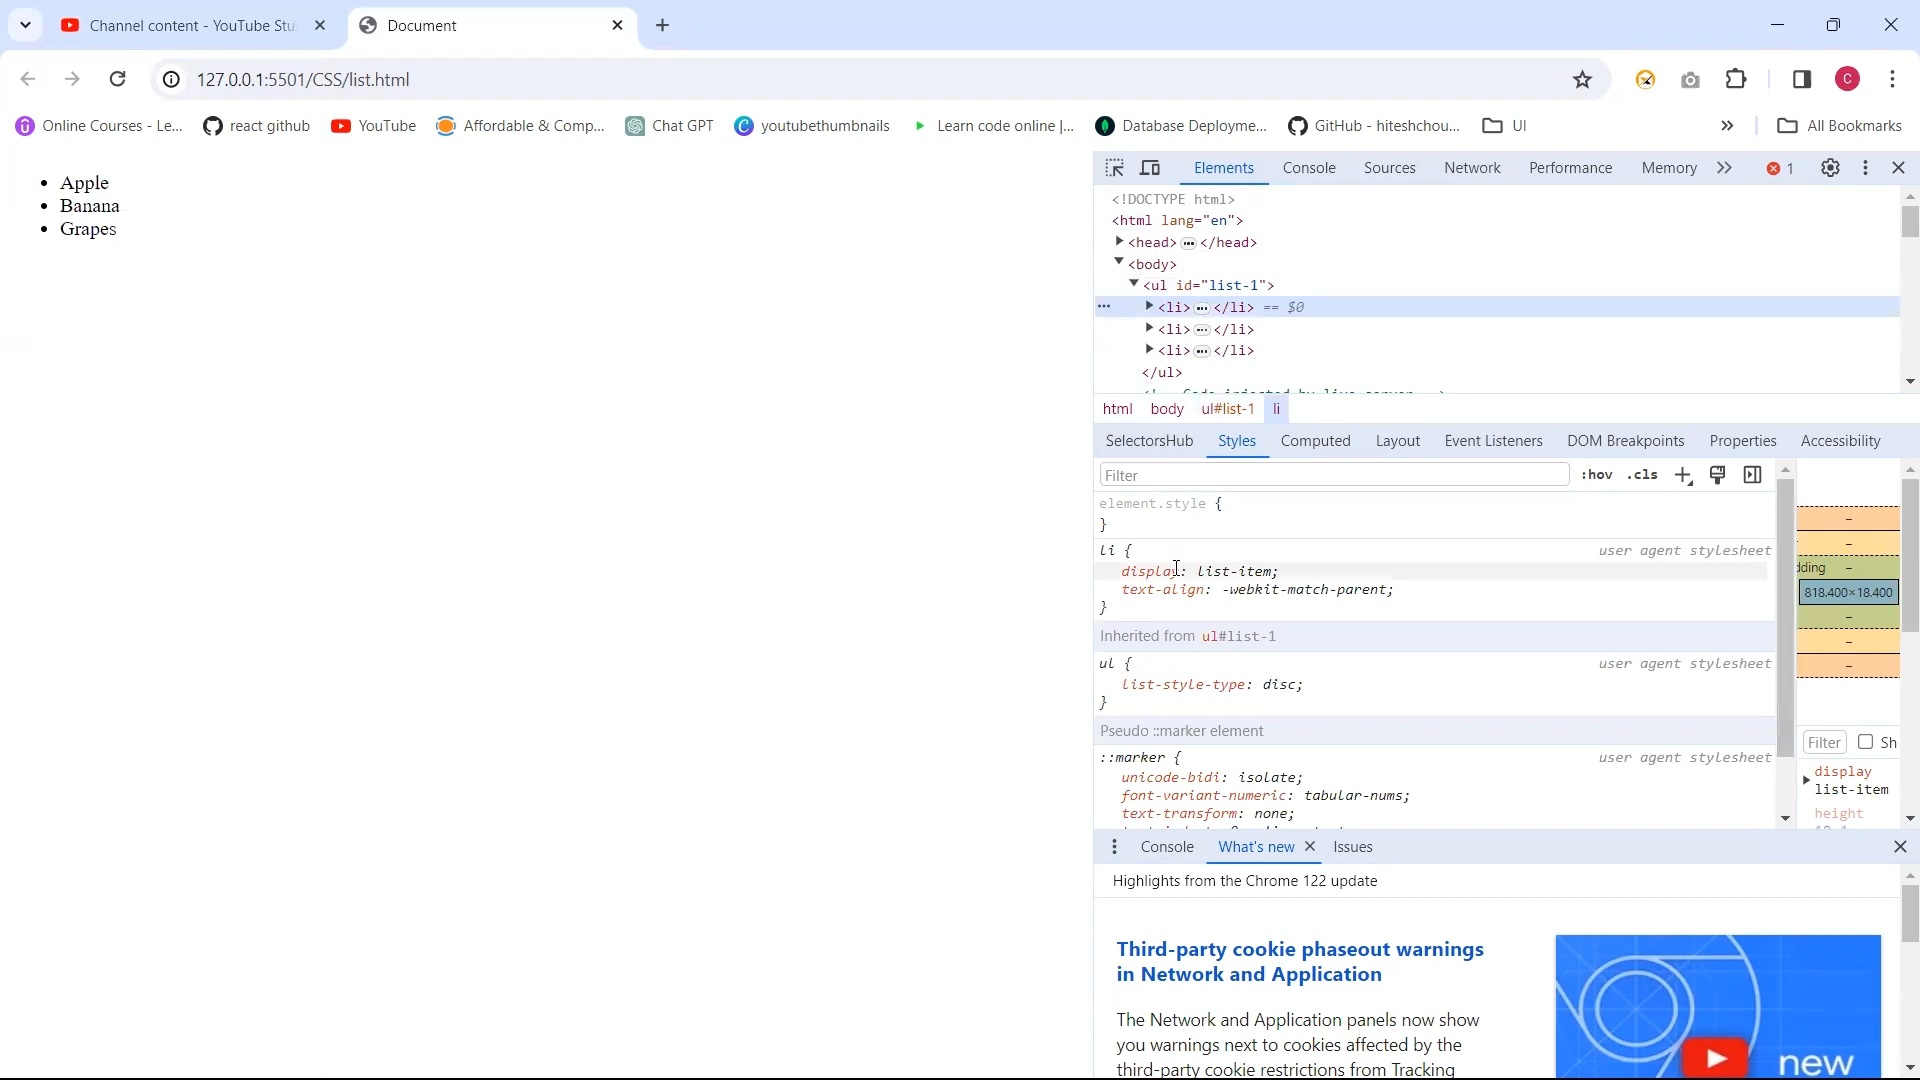 Channel content - YouTube Stu
Document
127.0.0.1:5501/CSS/list.html
C
Online Courses - Le...
react github
YouTube
Affordable & Comp...
Chat GPT
youtubethumbnails
Learn code online |...
Database Deployme...
GitHub - hiteshchou...
UI
All Bookmarks
• Apple
• Banana
• Grapes
Elements
Console
Sources
Network
Performance
Memory
1
<!DOCTYPE html>
<html lang="en">
<head> ... </head>
<body>
<ul id="list-1">
<li> ... </li> == $0
<li> ... </li>
<li> ... </li>
</ul>
html body ul#list-1 li
SelectorsHub
Styles
Computed
Layout
Event Listeners
DOM Breakpoints
Properties
Accessibility
Filter
:hov .cls
element.style {
}
li { user agent stylesheet
display: list-item;
text-align: -webkit-match-parent;
}
Inherited from ul#list-1
ul { user agent stylesheet
list-style-type: disc;
}
Pseudo ::marker element
::marker { user agent stylesheet
unicode-bidi: isolate;
font-variant-numeric: tabular-nums;
text-transform: none;
dding
818.400×18.400
Filter
Sh
display
list-item
height
Console
What's new
Issues
Highlights from the Chrome 122 update
Third-party cookie phaseout warnings
in Network and Application
The Network and Application panels now show
you warnings next to cookies affected by the
third-party cookie restrictions from Tracking
new